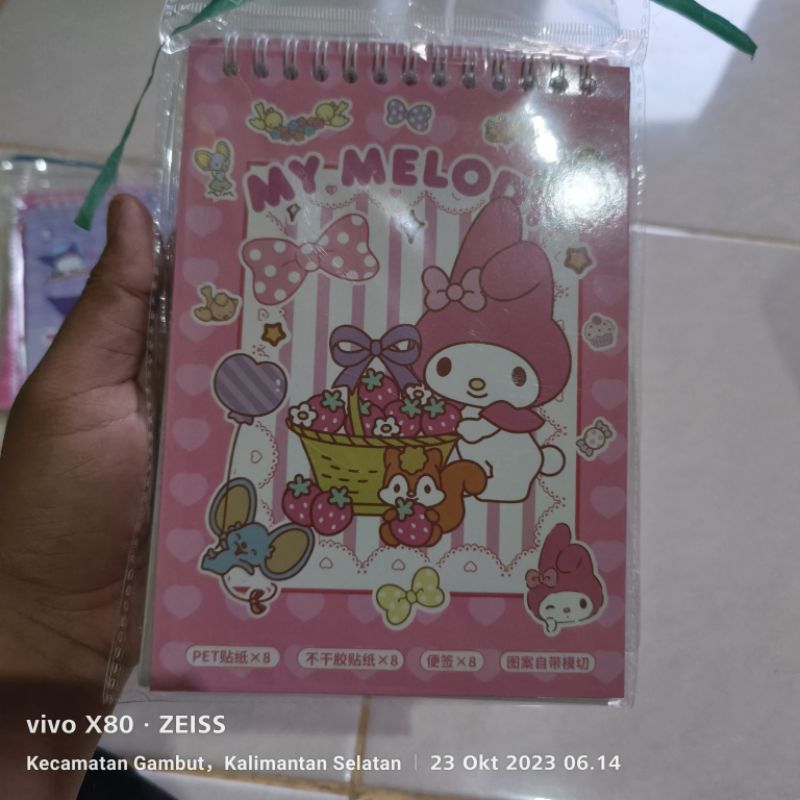 MY MELODY
PET贴纸×8 不干胶贴纸×8 便签×8 图案自带模切
vivo X80 · ZEISS
Kecamatan Gambut, Kalimantan Selatan | 23 Okt 2023 06.14